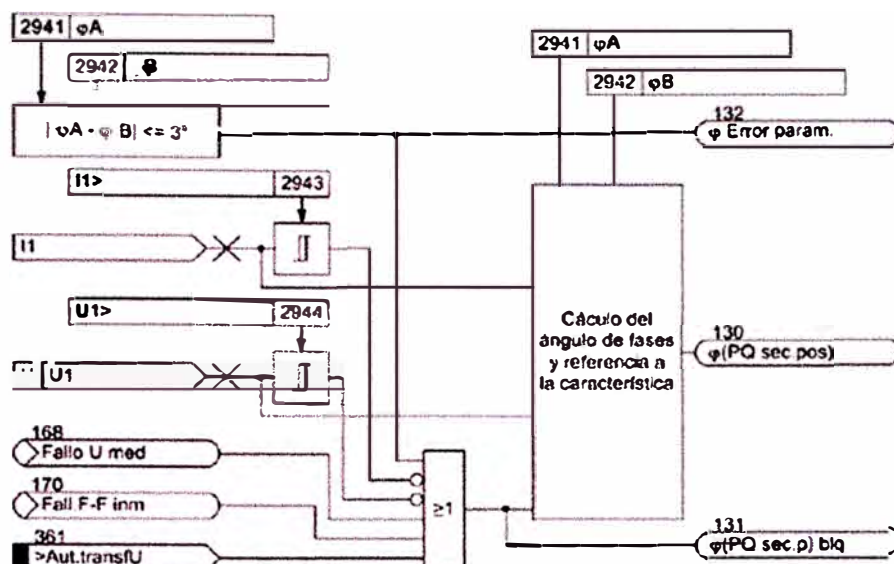 2941 φA
2942 φ
| φA - φ B| <= 3°
I1> 2943
I1
U1> 2944
U1
168
Fallo U med
170
Fall F-F inm
361
>Aut.transfU
≥1
2941 φA
2942 φB
Cáculo del
ángulo de fases
y referencia a
la característica
132
φ Error param.
130
φ(PQ sec.pos)
131
φ(PQ sec.p) blq